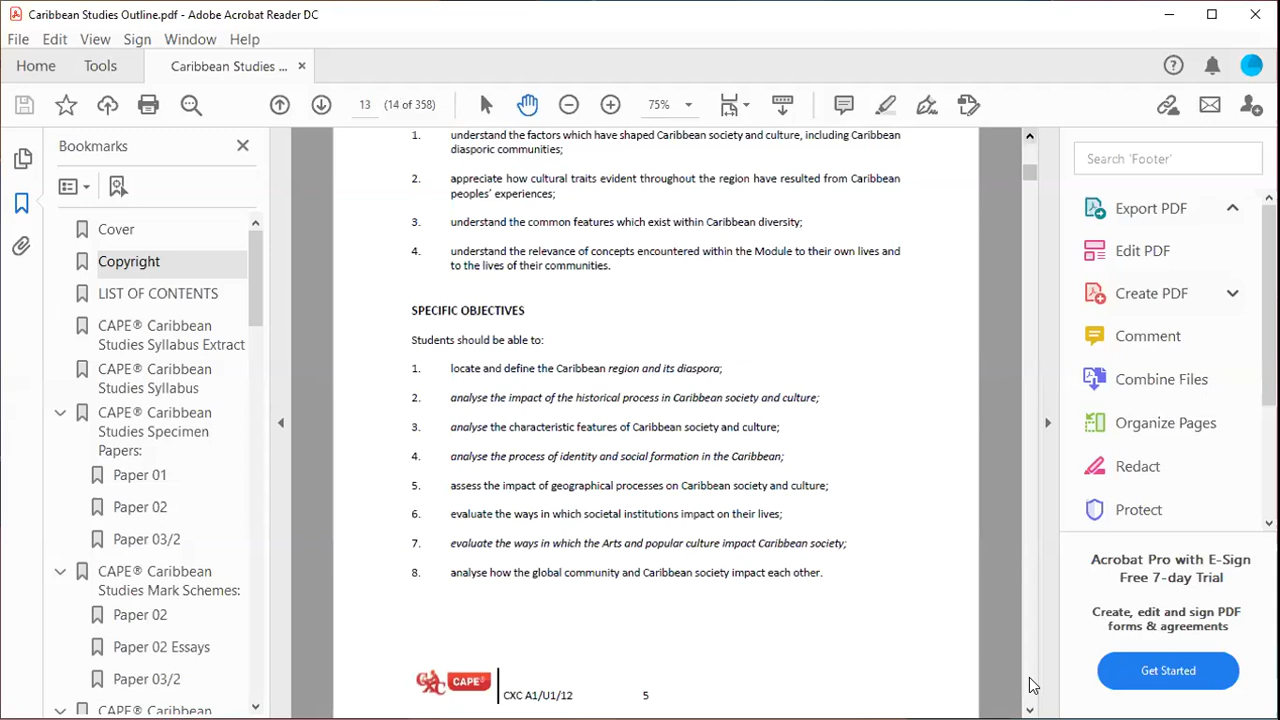 Caribbean Studies Outline.pdf - Adobe Acrobat Reader DC
File Edit View Sign Window Help
Home Tools Caribbean Studies ... ×
13 (14 of 358) 75%
Bookmarks
Cover
Copyright
LIST OF CONTENTS
CAPE® Caribbean
Studies Syllabus Extract
CAPE® Caribbean
Studies Syllabus
CAPE® Caribbean
Studies Specimen
Papers:
Paper 01
Paper 02
Paper 03/2
CAPE® Caribbean
Studies Mark Schemes:
Paper 02
Paper 02 Essays
Paper 03/2
CAPE® Caribbean
1. understand the factors which have shaped Caribbean society and culture, including Caribbean
diasporic communities;
2. appreciate how cultural traits evident throughout the region have resulted from Caribbean
peoples' experiences;
3. understand the common features which exist within Caribbean diversity;
4. understand the relevance of concepts encountered within the Module to their own lives and
to the lives of their communities.
SPECIFIC OBJECTIVES
Students should be able to:
1. locate and define the Caribbean region and its diaspora;
2. analyse the impact of the historical process in Caribbean society and culture;
3. analyse the characteristic features of Caribbean society and culture;
4. analyse the process of identity and social formation in the Caribbean;
5. assess the impact of geographical processes on Caribbean society and culture;
6. evaluate the ways in which societal institutions impact on their lives;
7. evaluate the ways in which the Arts and popular culture impact Caribbean society;
8. analyse how the global community and Caribbean society impact each other.
CXC CAPE® CXC A1/U1/12 5
Search 'Footer'
Export PDF
Edit PDF
Create PDF
Comment
Combine Files
Organize Pages
Redact
Protect
Acrobat Pro with E-Sign
Free 7-day Trial
Create, edit and sign PDF
forms & agreements
Get Started